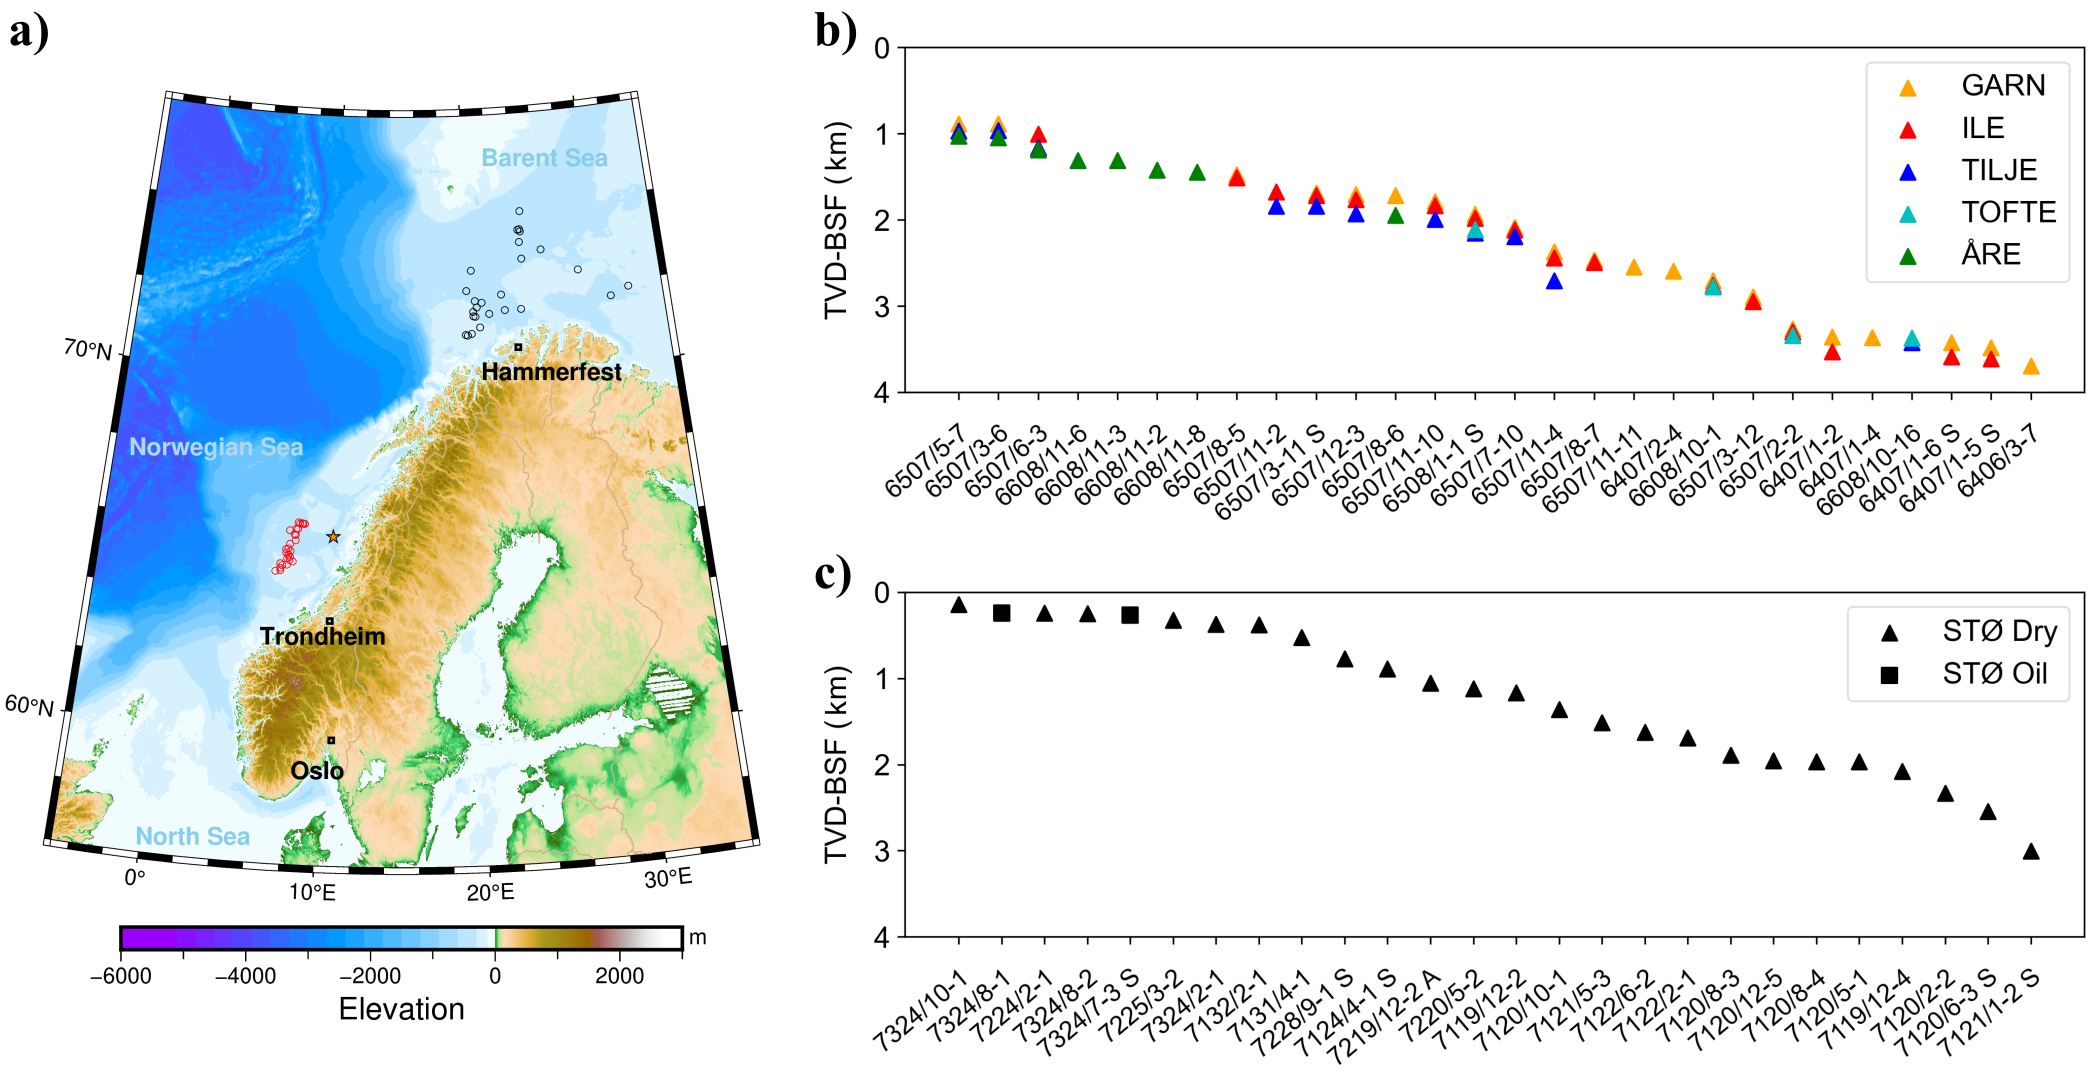 a)
Barent Sea
70°N
Hammerfest
Norwegian Sea
Trondheim
60°N
Oslo
North Sea
0°
10°E
20°E
30°E
m
−6000
−4000
−2000
0
2000
Elevation
b)
TVD-BSF (km)
0
1
2
3
4
GARN
ILE
TILJE
TOFTE
ÅRE
6507/5-7
6507/3-6
6507/6-3
6608/11-6
6608/11-3
6608/11-2
6608/11-8
6507/8-5
6507/11-2
6507/3-11 S
6507/12-3
6507/8-6
6507/11-10
6508/1-1 S
6507/7-10
6507/11-4
6507/8-7
6507/11-11
6407/2-4
6608/10-1
6507/3-12
6507/2-2
6407/1-2
6407/1-4
6608/10-16
6407/1-6 S
6407/1-5 S
6406/3-7
c)
TVD-BSF (km)
0
1
2
3
4
STØ Dry
STØ Oil
7324/10-1
7324/8-1
7224/2-1
7324/8-2
7324/7-3 S
7225/3-2
7324/2-1
7132/2-1
7131/4-1
7228/9-1 S
7124/4-1 S
7219/12-2 A
7220/5-2
7119/12-2
7120/10-1
7121/5-3
7122/6-2
7122/2-1
7120/8-3
7120/12-5
7120/8-4
7120/5-1
7119/12-4
7120/2-2
7120/6-3 S
7121/1-2 S